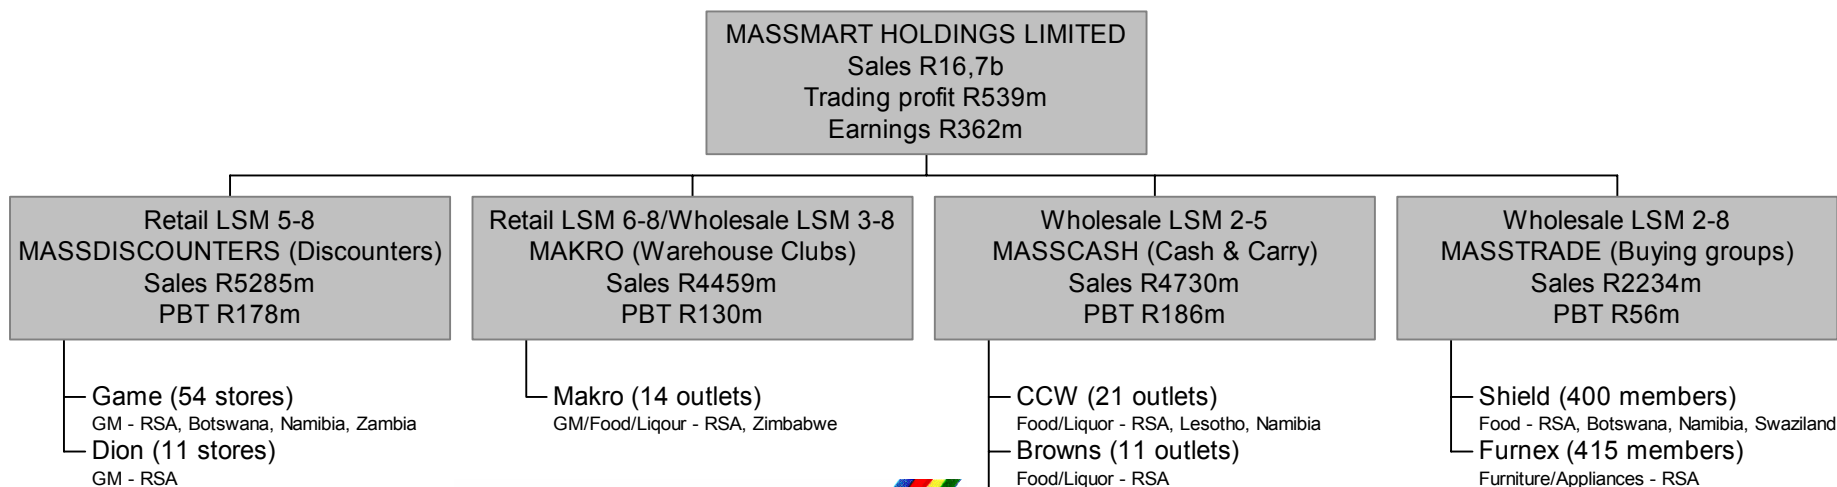 MASSMART HOLDINGS LIMITED
Sales R16,7b
Trading profit R539m
Earnings R362m
Retail LSM 5-8
MASSDISCOUNTERS (Discounters)
Sales R5285m
PBT R178m
Retail LSM 6-8/Wholesale LSM 3-8
MAKRO (Warehouse Clubs)
Sales R4459m
PBT R130m
Wholesale LSM 2-5
MASSCASH (Cash & Carry)
Sales R4730m
PBT R186m
Wholesale LSM 2-8
MASSTRADE (Buying groups)
Sales R2234m
PBT R56m
Game (54 stores)
GM - RSA, Botswana, Namibia, Zambia
Dion (11 stores)
GM - RSA
Makro (14 outlets)
GM/Food/Liqour - RSA, Zimbabwe
CCW (21 outlets)
Food/Liquor - RSA, Lesotho, Namibia
Browns (11 outlets)
Food/Liquor - RSA
Shield (400 members)
Food - RSA, Botswana, Namibia, Swaziland
Furnex (415 members)
Furniture/Appliances - RSA